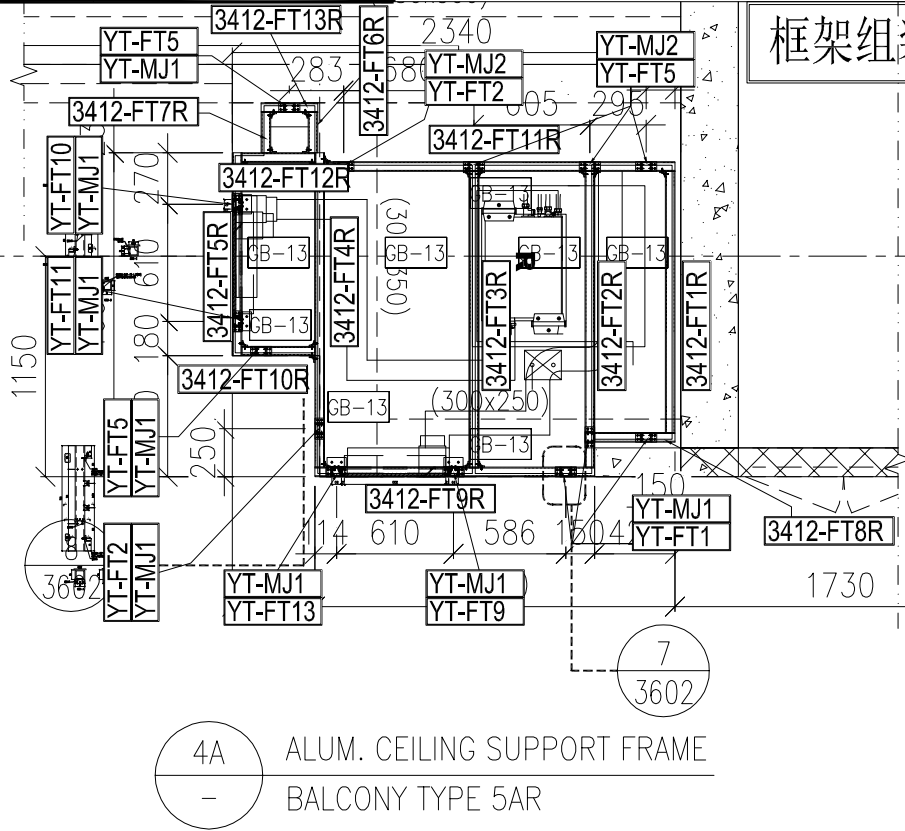 3412-FT13R
2340
框架组
YT-FT5
YT-MJ1
3412-FT6R
YT-MJ2
YT-FT2
YT-MJ2
YT-FT5
283
680
605
3412-FT7R
3412-FT11R
YT-FT10
YT-MJ1
270
3412-FT12R
GB-13
3412-FT5R
GB-13
3412-FT4R
GB-13
GB-13
GB-13
610
YT-FT11
YT-MJ1
3412-FT3R
3412-FT2R
3412-FT1R
GB-13
180
1150
3412-FT10R
GB-13
(300x250)
YT-FT5
YT-MJ1
250
GB-13
3412-FT9R
150
YT-MJ1
YT-FT1
3412-FT8R
114
610
586
150
YT-FT2
YT-MJ1
3602
YT-MJ1
YT-FT13
YT-MJ1
YT-FT9
1730
7
3602
4A
ALUM. CEILING SUPPORT FRAME
-
BALCONY TYPE 5AR